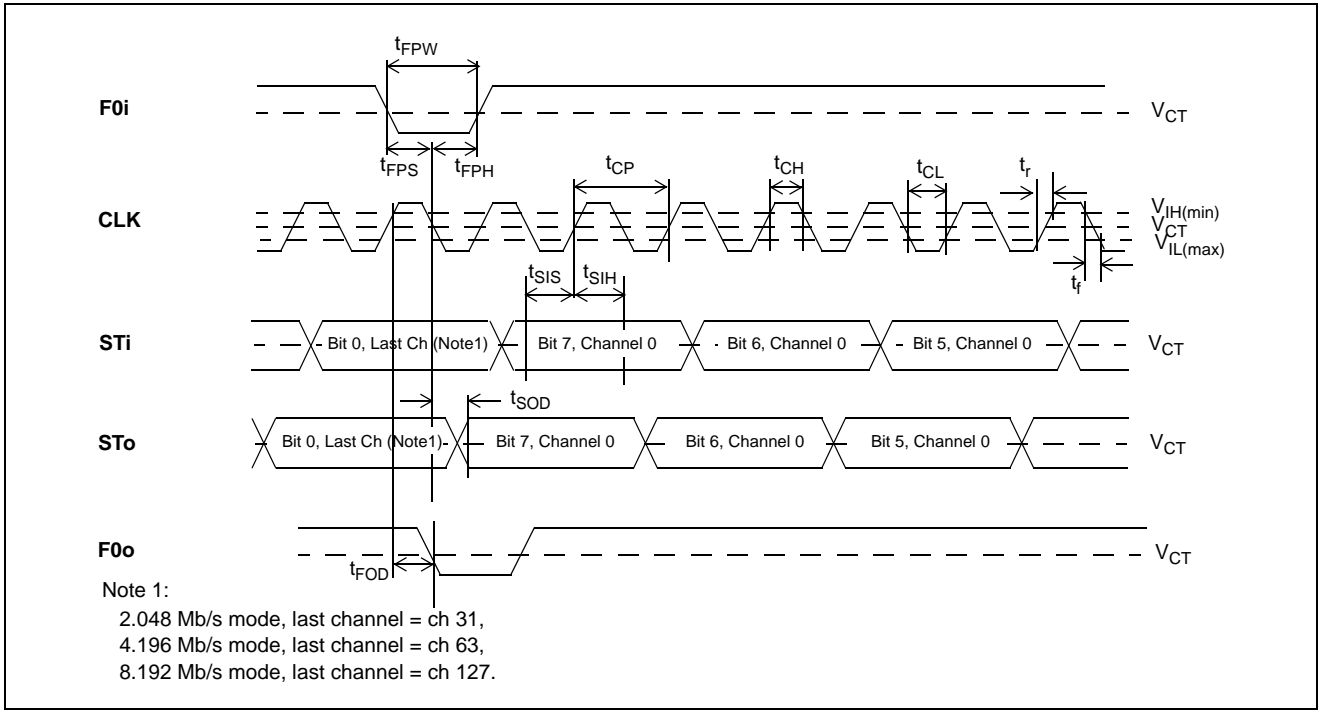 tFPW
F0i
VCT
tFPS
tFPH
tCP
tCH
tCL
tr
CLK
VIH(min)
VCT
VIL(max)
tf
tSIS
tSIH
STi
Bit 0, Last Ch (Note1)
Bit 7, Channel 0
Bit 6, Channel 0
Bit 5, Channel 0
VCT
tSOD
STo
Bit 0, Last Ch (Note1)
Bit 7, Channel 0
Bit 6, Channel 0
Bit 5, Channel 0
VCT
F0o
VCT
tFOD
Note 1:
2.048 Mb/s mode, last channel = ch 31,
4.196 Mb/s mode, last channel = ch 63,
8.192 Mb/s mode, last channel = ch 127.